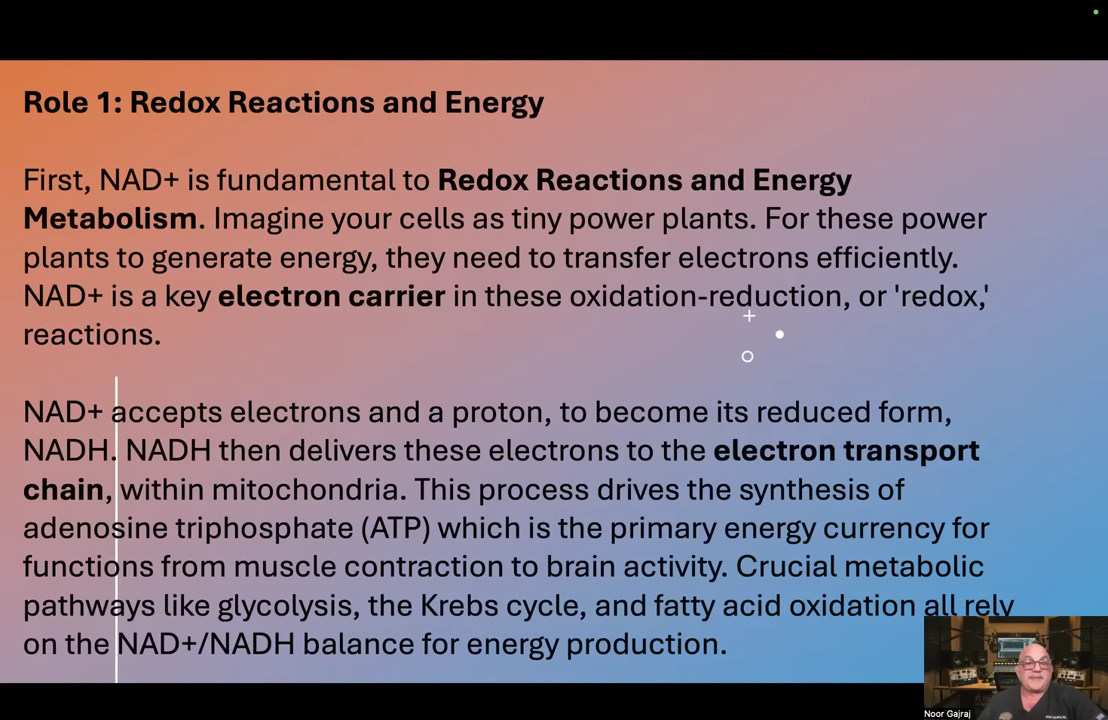 Role 1: Redox Reactions and Energy
First, NAD+ is fundamental to Redox Reactions and Energy
Metabolism. Imagine your cells as tiny power plants. For these power
plants to generate energy, they need to transfer electrons efficiently.
NAD+ is a key electron carrier in these oxidation-reduction, or 'redox,'
reactions.
NAD+ accepts electrons and a proton, to become its reduced form,
NADH. NADH then delivers these electrons to the electron transport
chain, within mitochondria. This process drives the synthesis of
adenosine triphosphate (ATP) which is the primary energy currency for
functions from muscle contraction to brain activity. Crucial metabolic
pathways like glycolysis, the Krebs cycle, and fatty acid oxidation all rely
on the NAD+/NADH balance for energy production.
Noor Gajraj